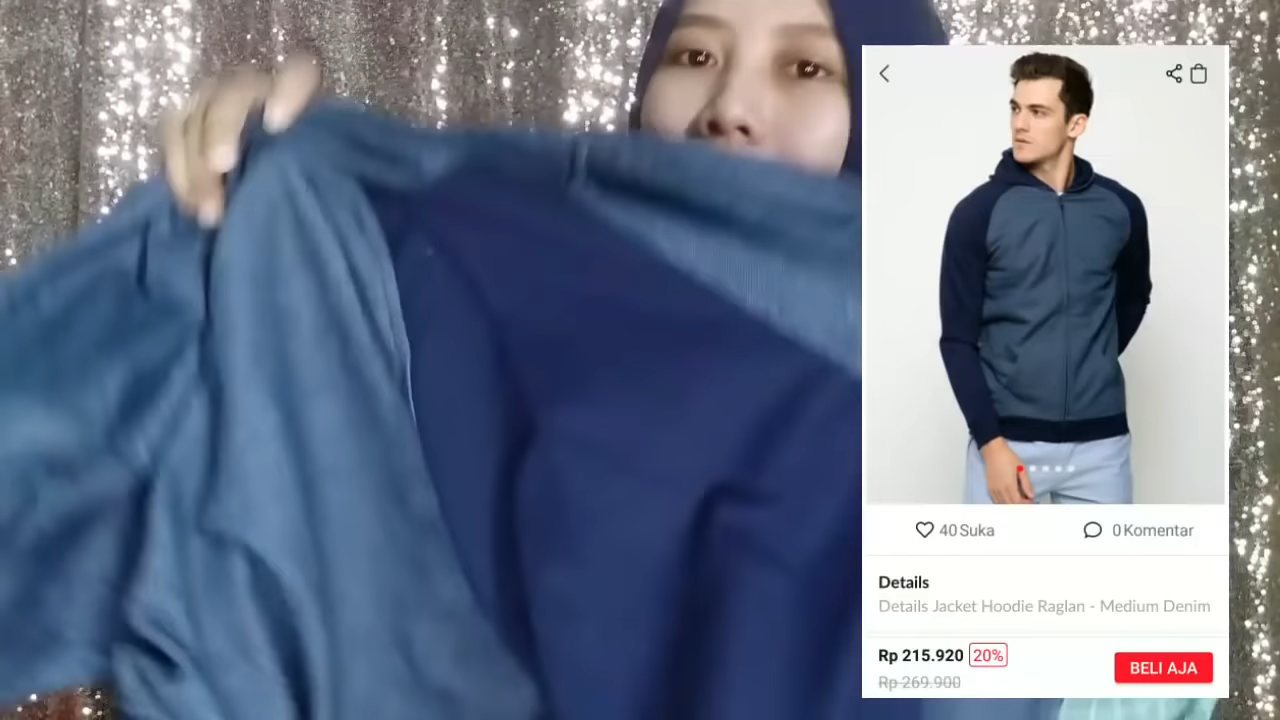 40 Suka
0 Komentar
Details
Details Jacket Hoodie Raglan - Medium Denim
Rp 215.920 20%
Rp 269.900
BELI AJA